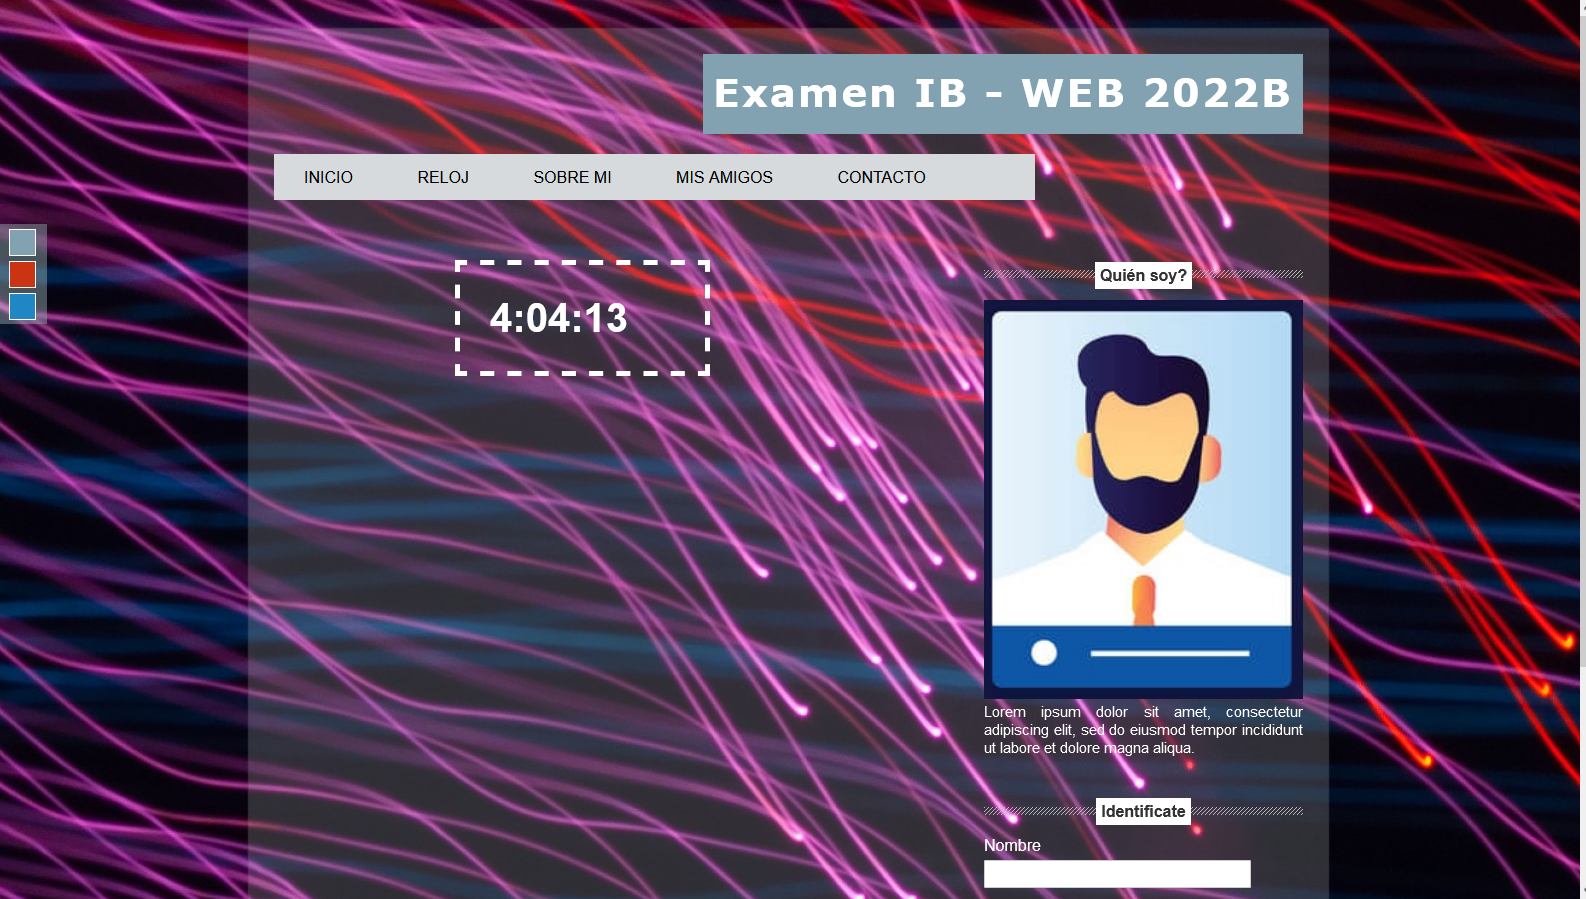 Examen IB - WEB 2022B
INICIO RELOJ SOBRE MI MIS AMIGOS CONTACTO
4:04:13
Quién soy?
Lorem ipsum dolor sit amet, consectetur
adipiscing elit, sed do eiusmod tempor incididunt
ut labore et dolore magna aliqua.
Identificate
Nombre